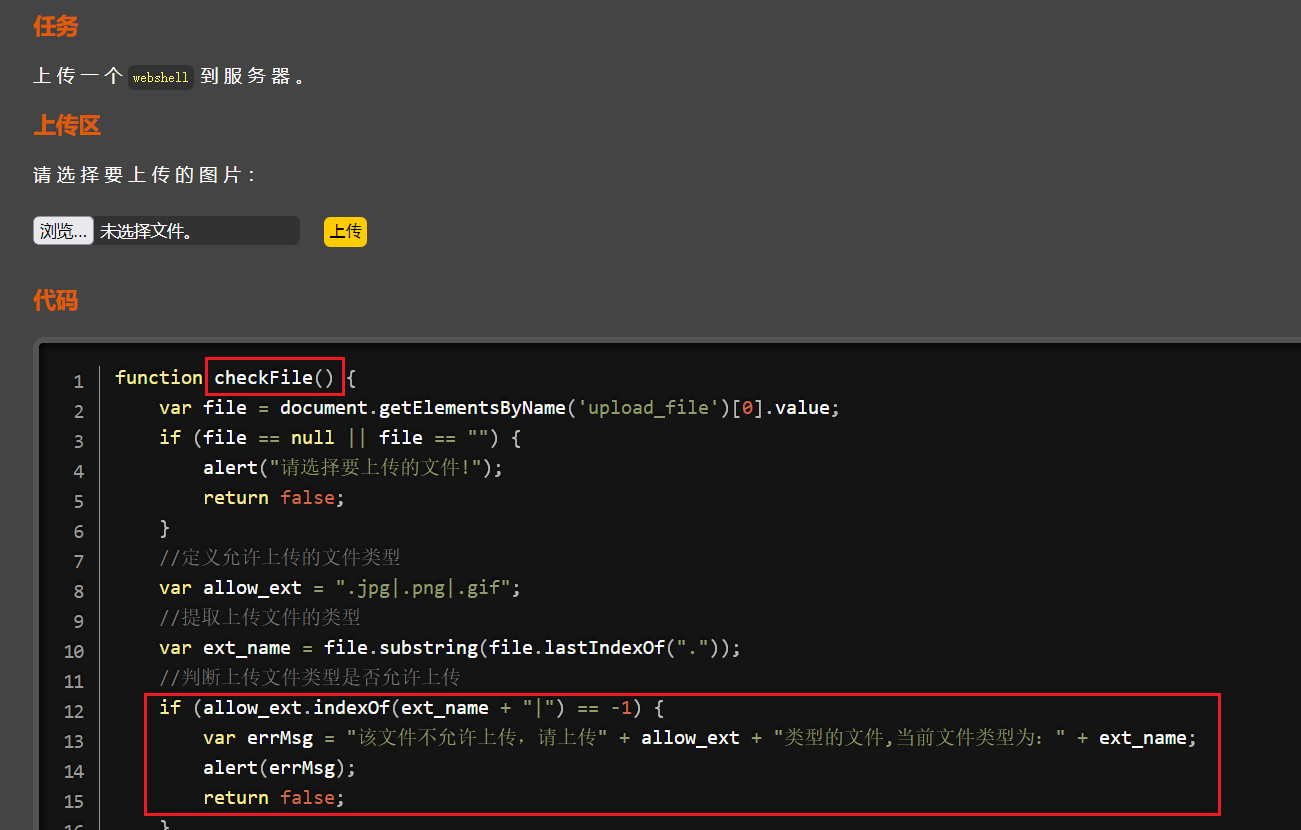 任务
上传一个 webshell 到服务器。
上传区
请选择要上传的图片：
浏览... 未选择文件。 上传
代码
1 function checkFile() {
2 var file = document.getElementsByName('upload_file')[0].value;
3 if (file == null || file == "") {
4 alert("请选择要上传的文件!");
5 return false;
6 }
7 //定义允许上传的文件类型
8 var allow_ext = ".jpg|.png|.gif";
9 //提取上传文件的类型
10 var ext_name = file.substring(file.lastIndexOf("."));
11 //判断上传文件类型是否允许上传
12 if (allow_ext.indexOf(ext_name + "|") == -1) {
13 var errMsg = "该文件不允许上传，请上传" + allow_ext + "类型的文件,当前文件类型为：" + ext_name;
14 alert(errMsg);
15 return false;
16 }